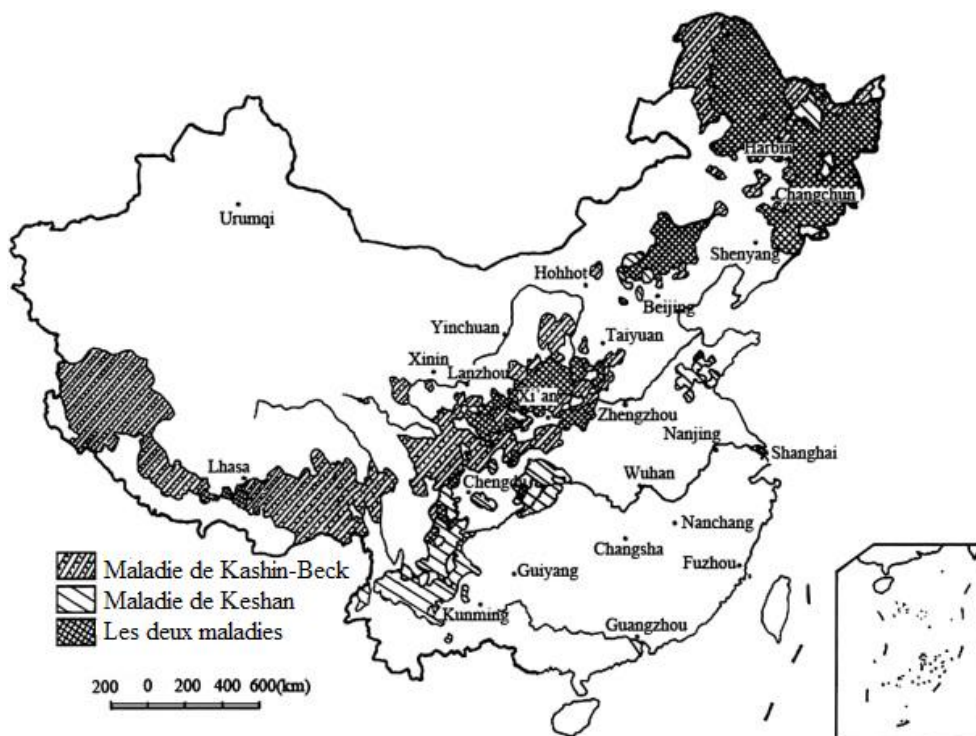 Harbin
Changchun
Urumqi
Shenyang
Hohhot
Beijing
Yinchuan
Taiyuan
Xinin
Lanzhou
Xi'an
Zhengzhou
Nanjing
Shanghai
Lhasa
Chengdu
Wuhan
Nanchang
Changsha
Fuzhou
Guiyang
Kunming
Guangzhou
Maladie de Kashin-Beck
Maladie de Keshan
Les deux maladies
200 0 200 400 600(km)